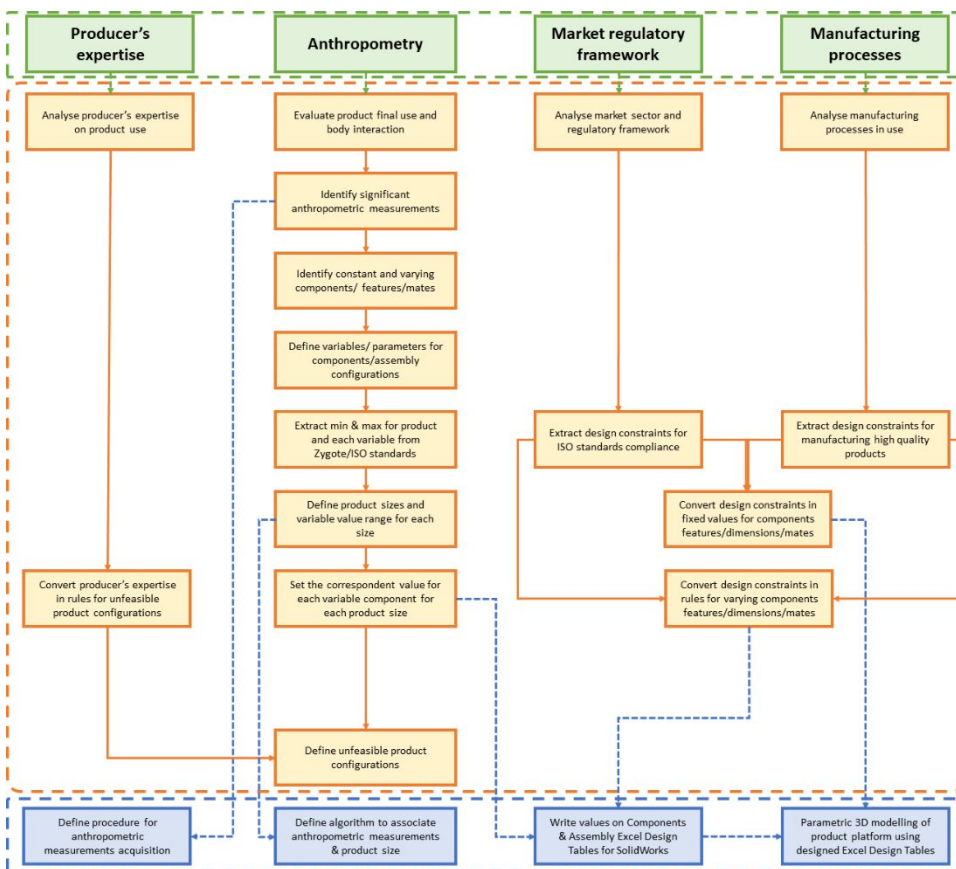 Producer's
expertise
Anthropometry
Market regulatory
framework
Manufacturing
processes
Analyse producer's expertise
on product use
Evaluate product final use and
body interaction
Analyse market sector and
regulatory framework
Analyse manufacturing
processes in use
Identify significant
anthropometric measurements
Identify constant and varying
components/ features/mates
Define variables/ parameters for
components/assembly
configurations
Extract min & max for product
and each variable from
Zygote/ISO standards
Extract design constraints for
ISO standards compliance
Extract design constraints for
manufacturing high quality
products
Define product sizes and
variable value range for each
size
Convert design constraints in
fixed values for components
features/dimensions/mates
Convert producer's expertise
in rules for unfeasible
product configurations
Set the correspondent value for
each variable component for
each product size
Convert design constraints in
rules for varying components
features/dimensions/mates
Define unfeasible product
configurations
Define procedure for
anthropometric
measurements acquisition
Define algorithm to associate
anthropometric measurements
& product size
Write values on Components
& Assembly Excel Design
Tables for SolidWorks
Parametric 3D modelling of
product platform using
designed Excel Design Tables